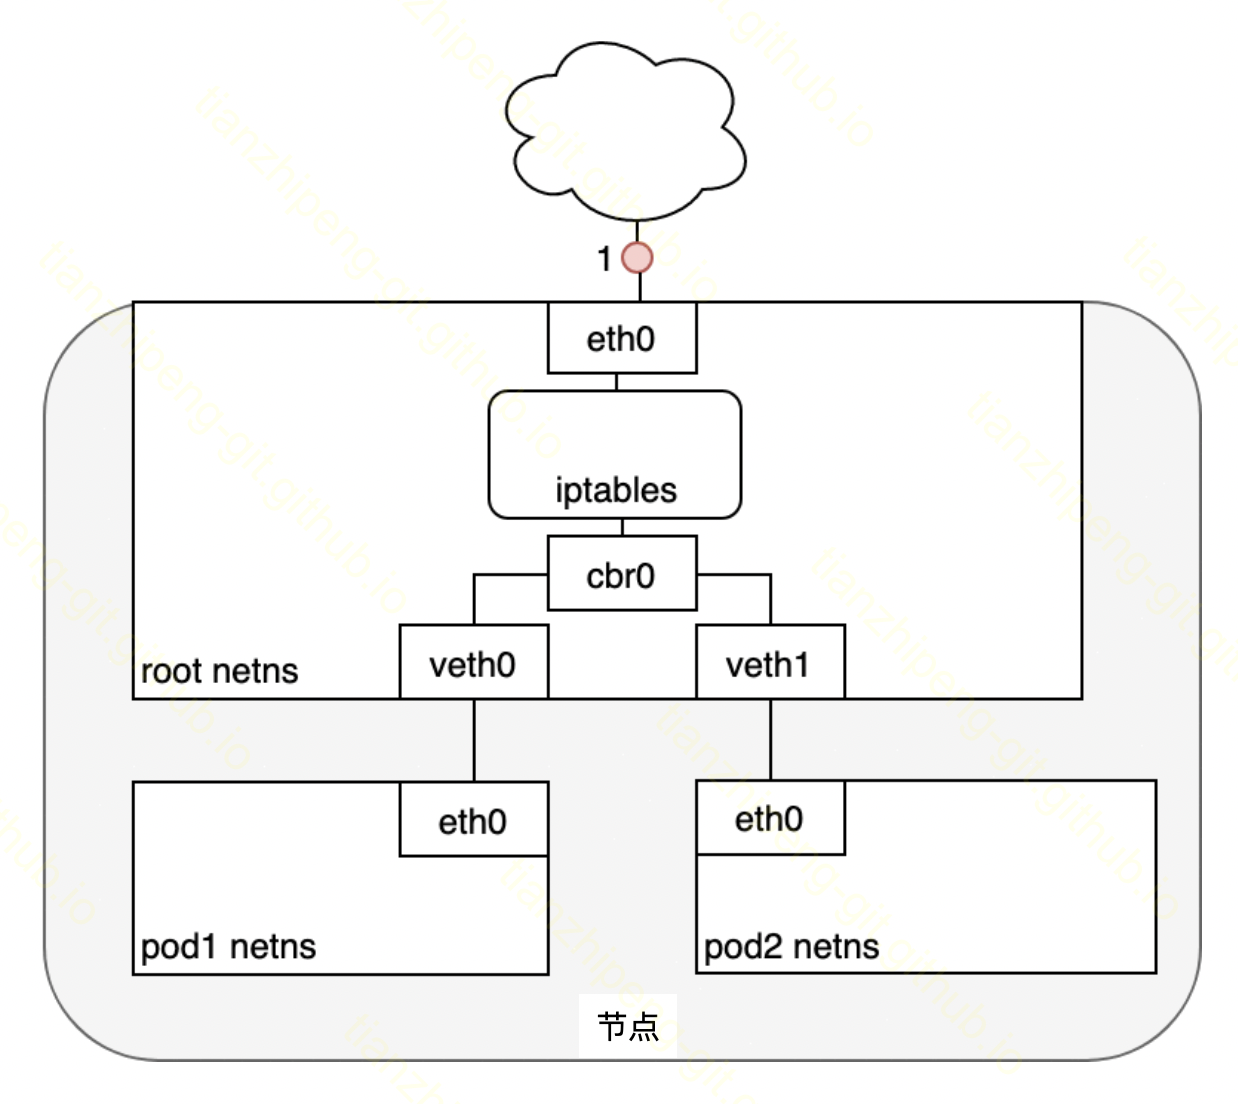 1
eth0
iptables
cbr0
veth0
veth1
root netns
eth0
eth0
pod1 netns
pod2 netns
节点
tianzhipeng-git.github.io